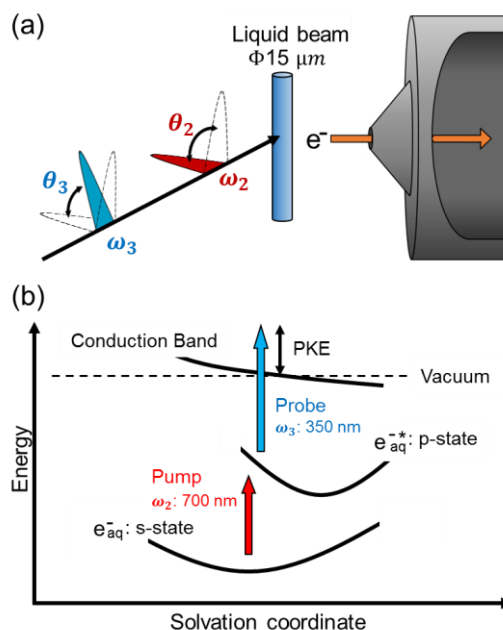 (a)
Liquid beam
Φ15 μm
θ₂
e⁻
θ₃
ω₂
ω₃
(b)
Conduction Band
PKE
Vacuum
Probe
ω₃: 350 nm
e⁻*aq: p-state
Pump
ω₂: 700 nm
e⁻aq: s-state
Energy
Solvation coordinate